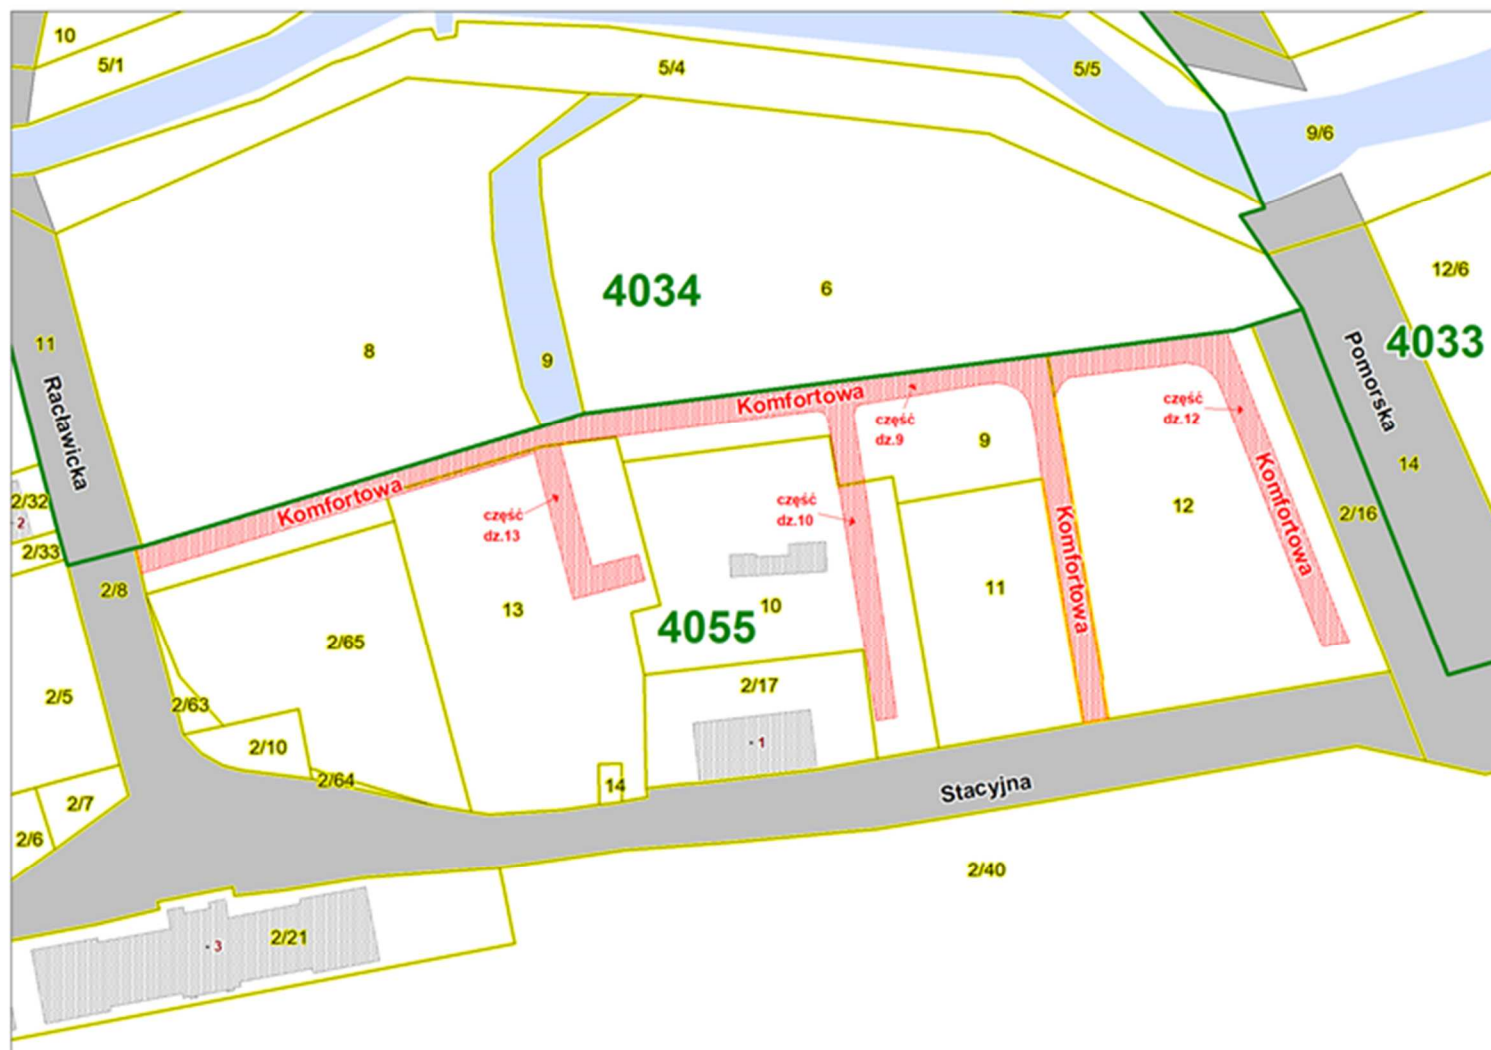 10
5/1
5/4
5/5
9/6
12/6
4034
6
4033
11
8
9
Racławicka
Pomorska
Komfortowa
część
dz.9
część
dz.12
9
14
2/32
2
2/33
Komfortowa
część
dz.13
część
dz.10
12
2/16
Komfortowa
Komfortowa
2/8
13
4055
10
11
2/65
2/5
2/63
2/17
2/10
1
2/64
14
Stacyjna
2/7
2/6
2/40
3
2/21